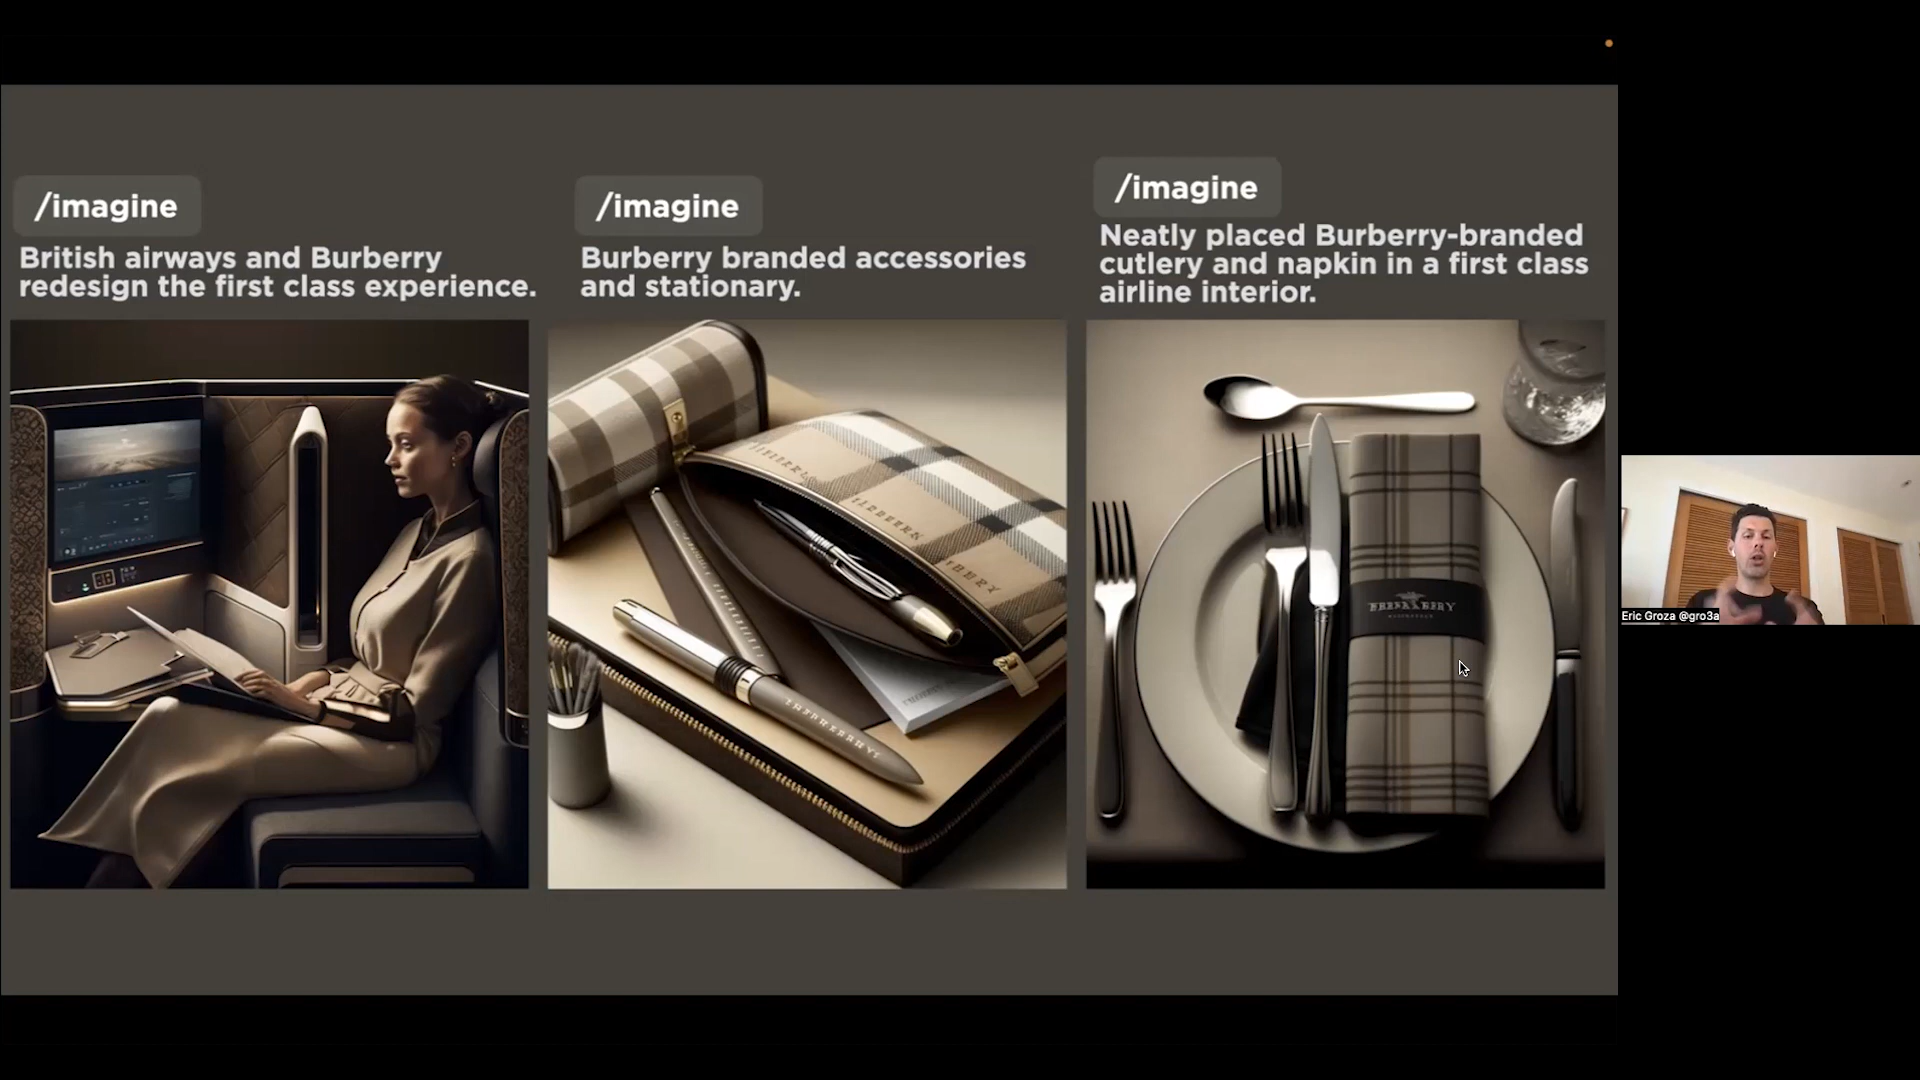 /imagine
British airways and Burberry
redesign the first class experience.
/imagine
Burberry branded accessories
and stationary.
/imagine
Neatly placed Burberry-branded
cutlery and napkin in a first class
airline interior.
Eric Groza @gro3a